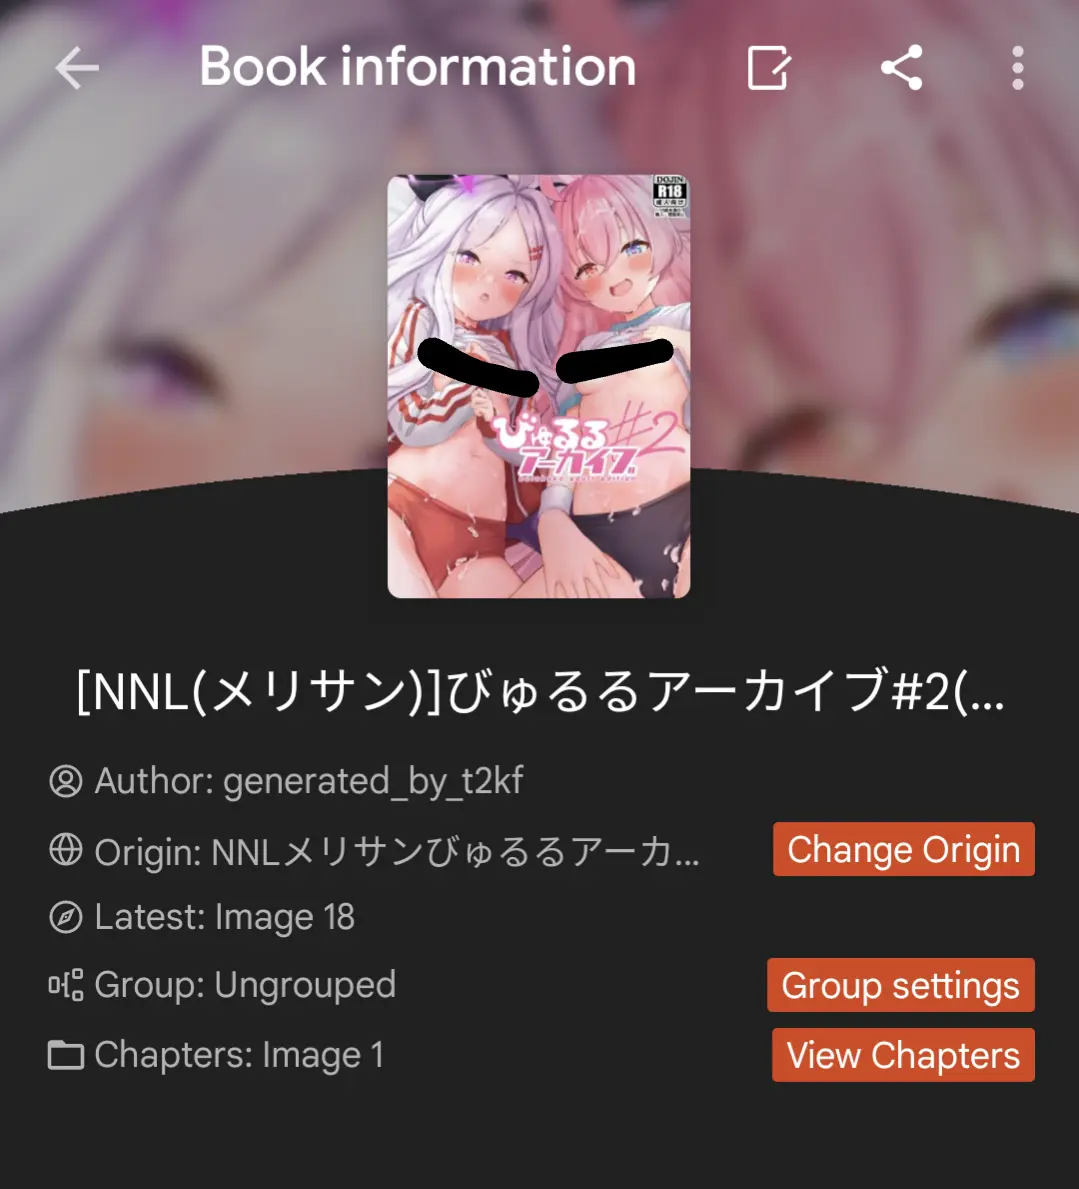 Book information
DOJIN
R18
成人向け
びゅるる#2
アーカイブ
[NNL(メリサン)]びゅるるアーカイブ#2(...
Author: generated_by_t2kf
Origin: NNLメリサンびゅるるアーカ...
Change Origin
Latest: Image 18
Group: Ungrouped
Group settings
Chapters: Image 1
View Chapters